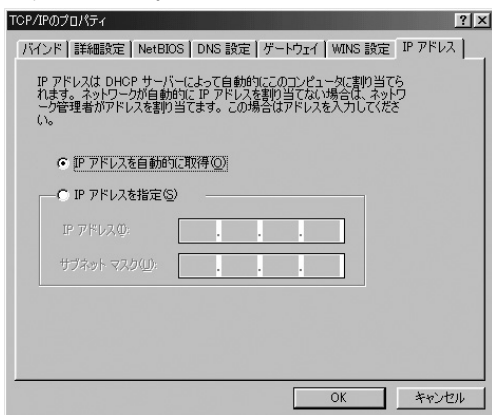 TCP/IPのプロパティ
バインド 詳細設定 NetBIOS DNS 設定 ゲートウェイ WINS 設定 IP アドレス
IP アドレスは DHCP サーバーによって自動的にこのコンピュータに割り当てら
れます。ネットワークが自動的に IP アドレスを割り当てない場合は、ネットワ
ーク管理者がアドレスを割り当てます。この場合はアドレスを入力してくださ
い。
IP アドレスを自動的に取得(O)
IP アドレスを指定(S)
IP アドレス(I):
サブネット マスク(U):
OK キャンセル